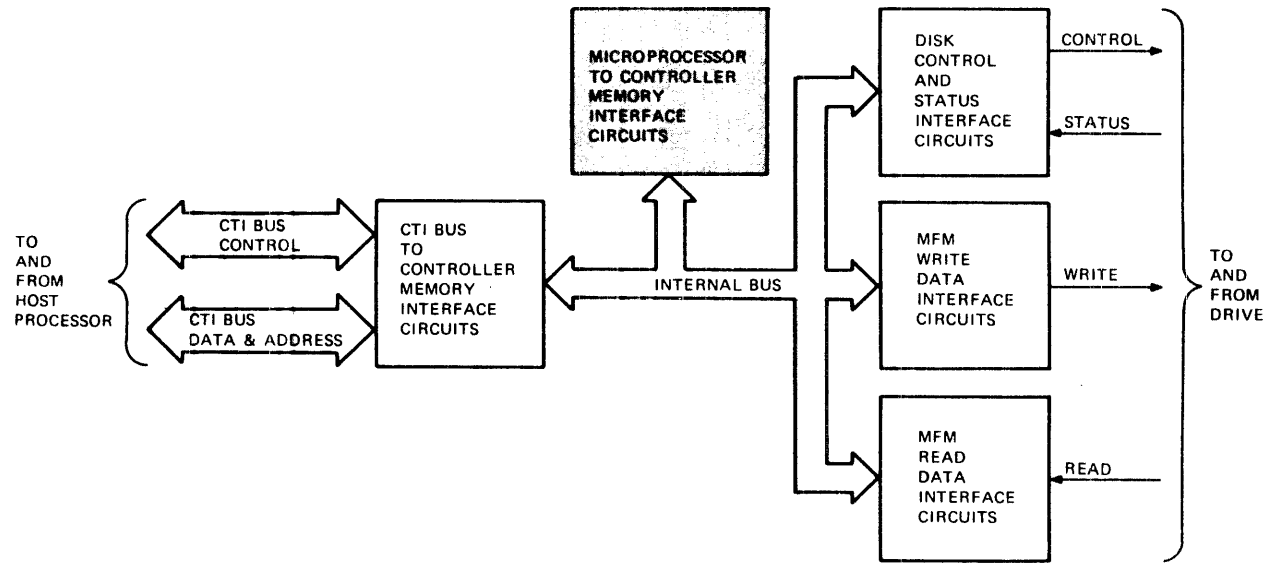 MICROPROCESSOR
TO CONTROLLER
MEMORY
INTERFACE
CIRCUITS
DISK
CONTROL
AND
STATUS
INTERFACE
CIRCUITS
CONTROL
STATUS
TO
AND
FROM
HOST
PROCESSOR
CTI BUS
CONTROL
CTI BUS
DATA & ADDRESS
CTI BUS
TO
CONTROLLER
MEMORY
INTERFACE
CIRCUITS
INTERNAL BUS
MFM
WRITE
DATA
INTERFACE
CIRCUITS
WRITE
TO
AND
FROM
DRIVE
MFM
READ
DATA
INTERFACE
CIRCUITS
READ